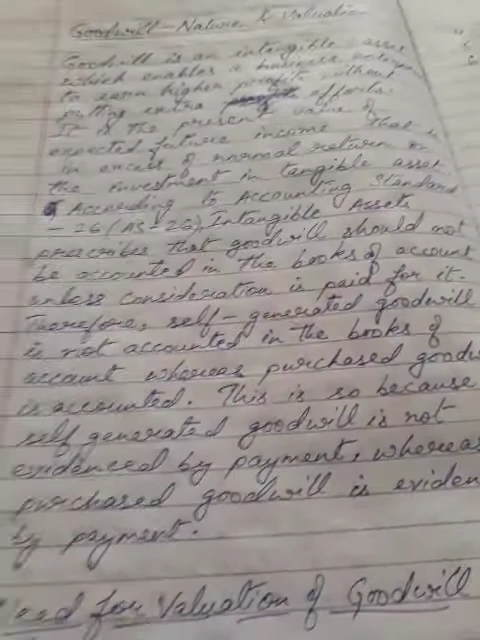 Goodwill - Nature & Valuation
Goodwill is an intangible asset
which enables a business
to earn higher profits without
putting extra efforts.
It is the present value of
expected future income that is
in excess of normal return on
the investment in tangible asset.
According to Accounting Standard
- 26 (AS-26), Intangible Assets
prescribes that goodwill should not
be accounted in the books of account
unless consideration is paid for it.
Therefore, self-generated goodwill
is not accounted in the books of
account whereas purchased goodw
is accounted. This is so because
self generated goodwill is not
evidenced by payment, whereas
purchased goodwill is eviden
by payment.
Need for Valuation of Goodwill